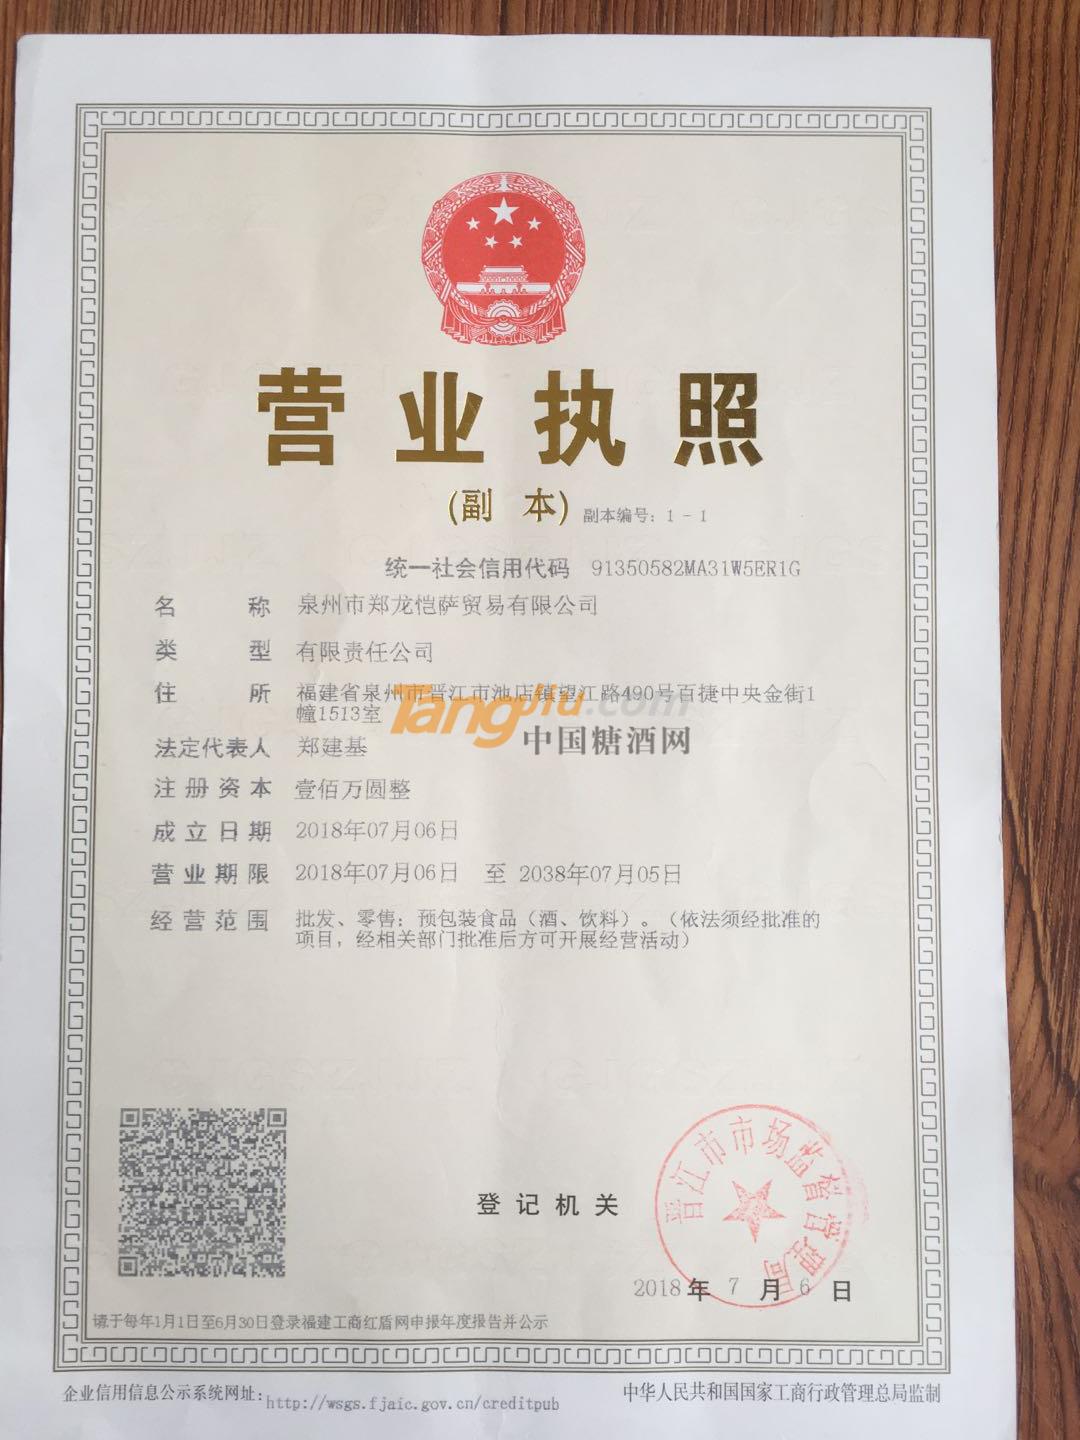 营业执照
(副 本) 副本编号：1－1
统一社会信用代码 91350582MA31W5ER1G
名 称 泉州市郑龙恺萨贸易有限公司
类 型 有限责任公司
住 所 福建省泉州市晋江市池店镇望江路490号百捷中央金街1
幢1513室
Tangjiu.com
中国糖酒网
法定代表人 郑建基
注册资本 壹佰万圆整
成立日期 2018年07月06日
营业期限 2018年07月06日 至 2038年07月05日
经营范围 批发、零售：预包装食品（酒、饮料）。（依法须经批准的
项目，经相关部门批准后方可开展经营活动）
登记机关
晋江市市场监督管理局
2018年 7 月 6 日
请于每年1月1日至6月30日登录福建工商红盾网申报年度报告并公示
企业信用信息公示系统网址：http://wsgs.fjaic.gov.cn/creditpub
中华人民共和国国家工商行政管理总局监制